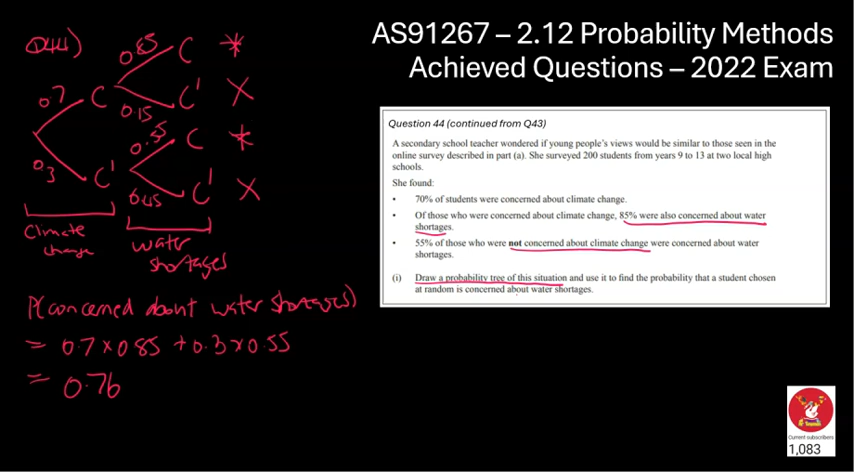 AS91267 – 2.12 Probability Methods
Achieved Questions – 2022 Exam
Q44)
0.85 C *
0.7 C
0.15 C' X
0.55 C *
0.3 C'
0.45 C' X
Climate change
water shortages
P(concerned about water shortages)
= 0.7 × 0.85 + 0.3 × 0.55
= 0.76
Question 44 (continued from Q43)
A secondary school teacher wondered if young people's views would be similar to those seen in the
online survey described in part (a). She surveyed 200 students from years 9 to 13 at two local high
schools.
She found:
• 70% of students were concerned about climate change.
• Of those who were concerned about climate change, 85% were also concerned about water
shortages.
• 55% of those who were not concerned about climate change were concerned about water
shortages.
(i) Draw a probability tree of this situation and use it to find the probability that a student chosen
at random is concerned about water shortages.
Current subscribers
1,083